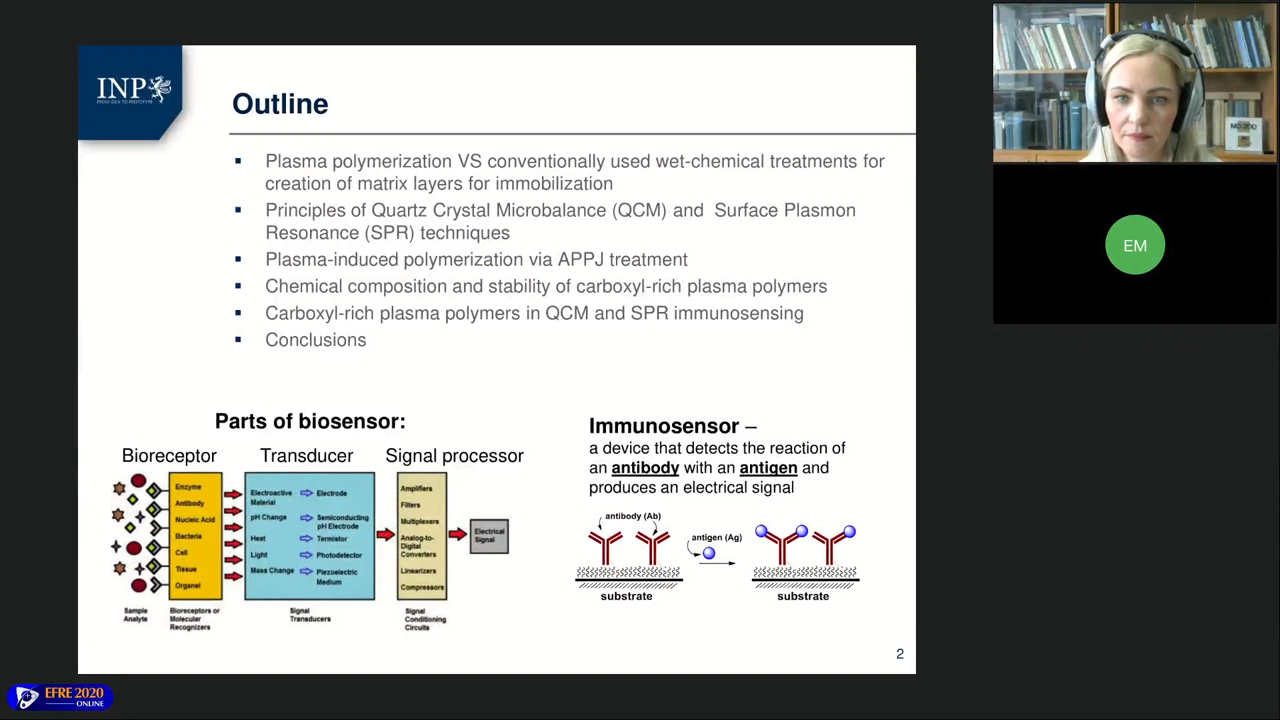 INP
FROM IDEA TO PROTOTYPE
Outline
Plasma polymerization VS conventionally used wet-chemical treatments for
creation of matrix layers for immobilization
Principles of Quartz Crystal Microbalance (QCM) and Surface Plasmon
Resonance (SPR) techniques
Plasma-induced polymerization via APPJ treatment
Chemical composition and stability of carboxyl-rich plasma polymers
Carboxyl-rich plasma polymers in QCM and SPR immunosensing
Conclusions
Parts of biosensor:
Bioreceptor
Transducer
Signal processor
Enzyme
Antibody
Nucleic Acid
Bacteria
Cell
Tissue
Organel
Electroactive
Material
Electrode
pH Change
Semiconducting
pH Electrode
Heat
Termistor
Light
Photodetector
Mass Change
Piezoelectric
Medium
Amplifiers
Filters
Multiplexers
Analog-to-
Digital
Converters
Linearizers
Compressors
Electrical
Signal
Sample
Analyte
Bioreceptors or
Molecular
Recognizers
Signal
Transducers
Signal
Conditioning
Circuits
Immunosensor –
a device that detects the reaction of
an antibody with an antigen and
produces an electrical signal
antibody (Ab)
antigen (Ag)
substrate
substrate
2
EM
EFRE 2020
ONLINE